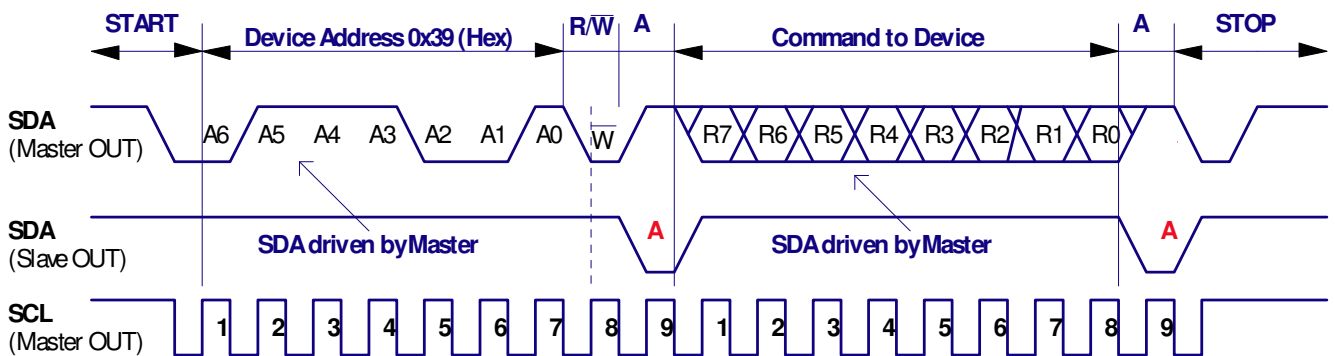 START Device Address 0x39 (Hex) R/W̅ A Command to Device A STOP
SDA A6 A5 A4 A3 A2 A1 A0 W̅ R7 R6 R5 R4 R3 R2 R1 R0
(Master OUT)
SDA SDA driven by Master A SDA driven by Master A
(Slave OUT)
SCL 1 2 3 4 5 6 7 8 9 1 2 3 4 5 6 7 8 9
(Master OUT)